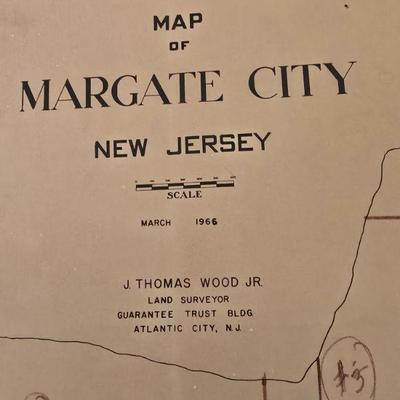 MAP
OF
MARGATE CITY
NEW JERSEY
SCALE
MARCH 1966
J. THOMAS WOOD JR.
LAND SURVEYOR
GUARANTEE TRUST BLDG
ATLANTIC CITY, N.J.